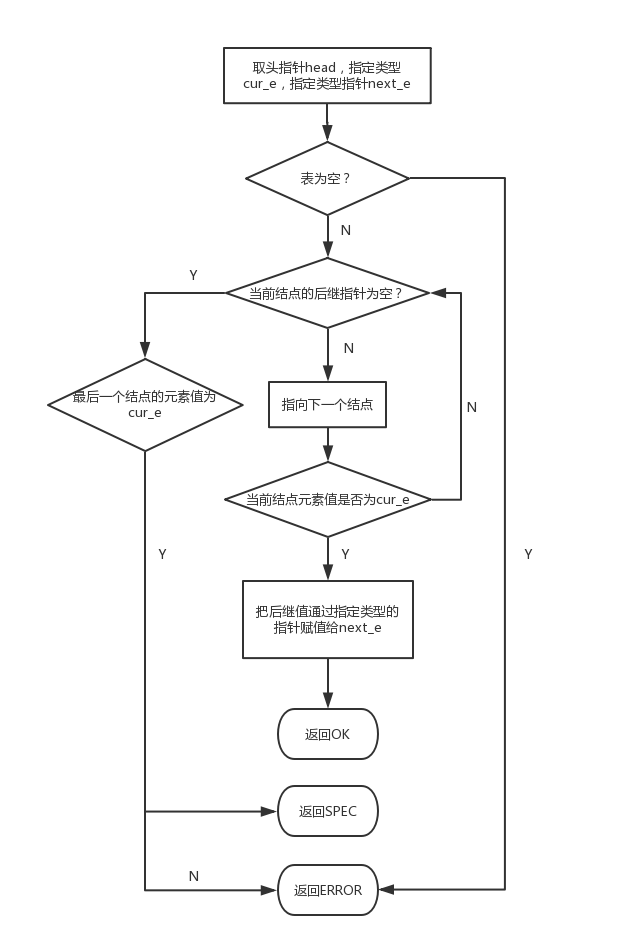 取头指针head，指定类型
cur_e，指定类型指针next_e
表为空？
N
当前结点的后继指针为空？
Y
N
最后一个结点的元素值为
cur_e
指向下一个结点
N
当前结点元素值是否为cur_e
Y
Y
Y
把后继值通过指定类型的
指针赋值给next_e
返回OK
返回SPEC
N
返回ERROR